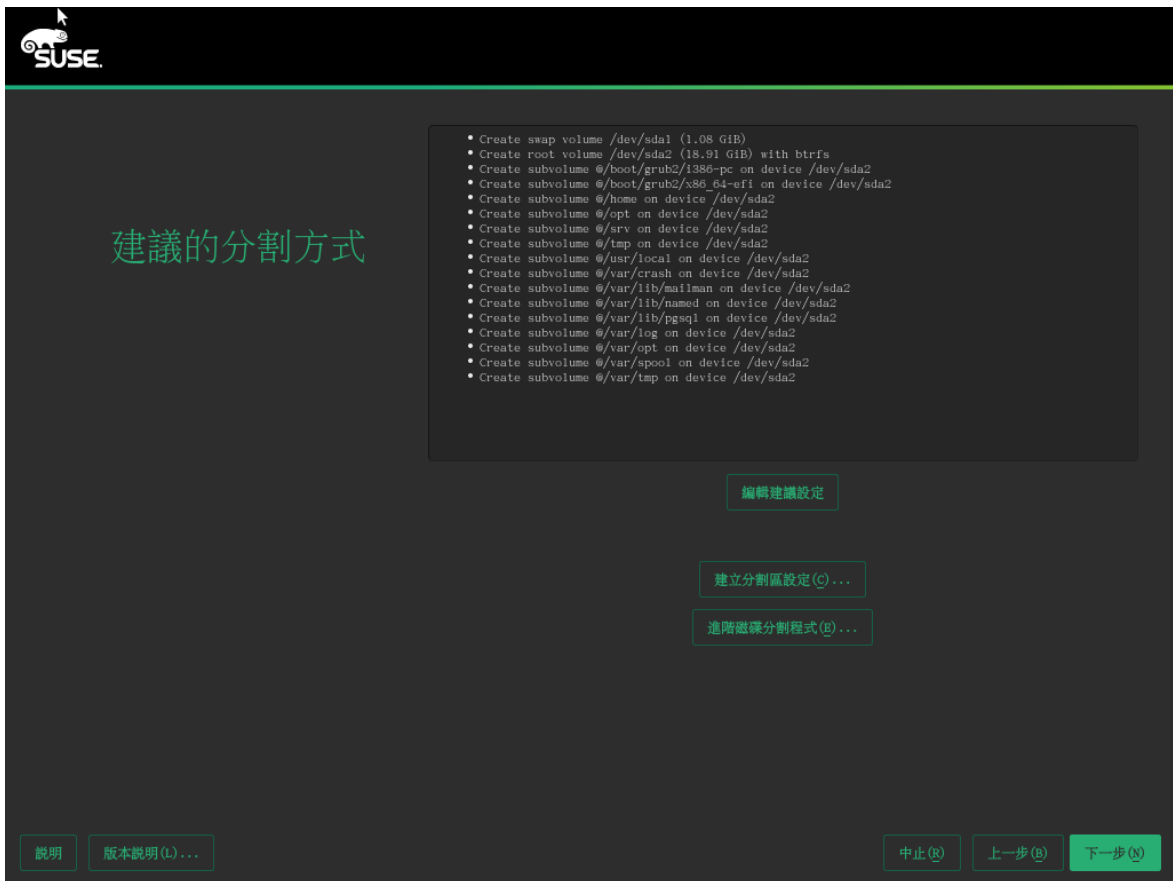 SUSE.
建議的分割方式
• Create swap volume /dev/sda1 (1.08 GiB)
• Create root volume /dev/sda2 (18.91 GiB) with btrfs
• Create subvolume @/boot/grub2/i386-pc on device /dev/sda2
• Create subvolume @/boot/grub2/x86_64-efi on device /dev/sda2
• Create subvolume @/home on device /dev/sda2
• Create subvolume @/opt on device /dev/sda2
• Create subvolume @/srv on device /dev/sda2
• Create subvolume @/tmp on device /dev/sda2
• Create subvolume @/usr/local on device /dev/sda2
• Create subvolume @/var/crash on device /dev/sda2
• Create subvolume @/var/lib/mailman on device /dev/sda2
• Create subvolume @/var/lib/named on device /dev/sda2
• Create subvolume @/var/lib/pgsql on device /dev/sda2
• Create subvolume @/var/log on device /dev/sda2
• Create subvolume @/var/opt on device /dev/sda2
• Create subvolume @/var/spool on device /dev/sda2
• Create subvolume @/var/tmp on device /dev/sda2
編輯建議設定
建立分割區設定(C)...
進階磁碟分割程式(E)...
說明 版本說明(L)... 中止(R) 上一步(B) 下一步(N)